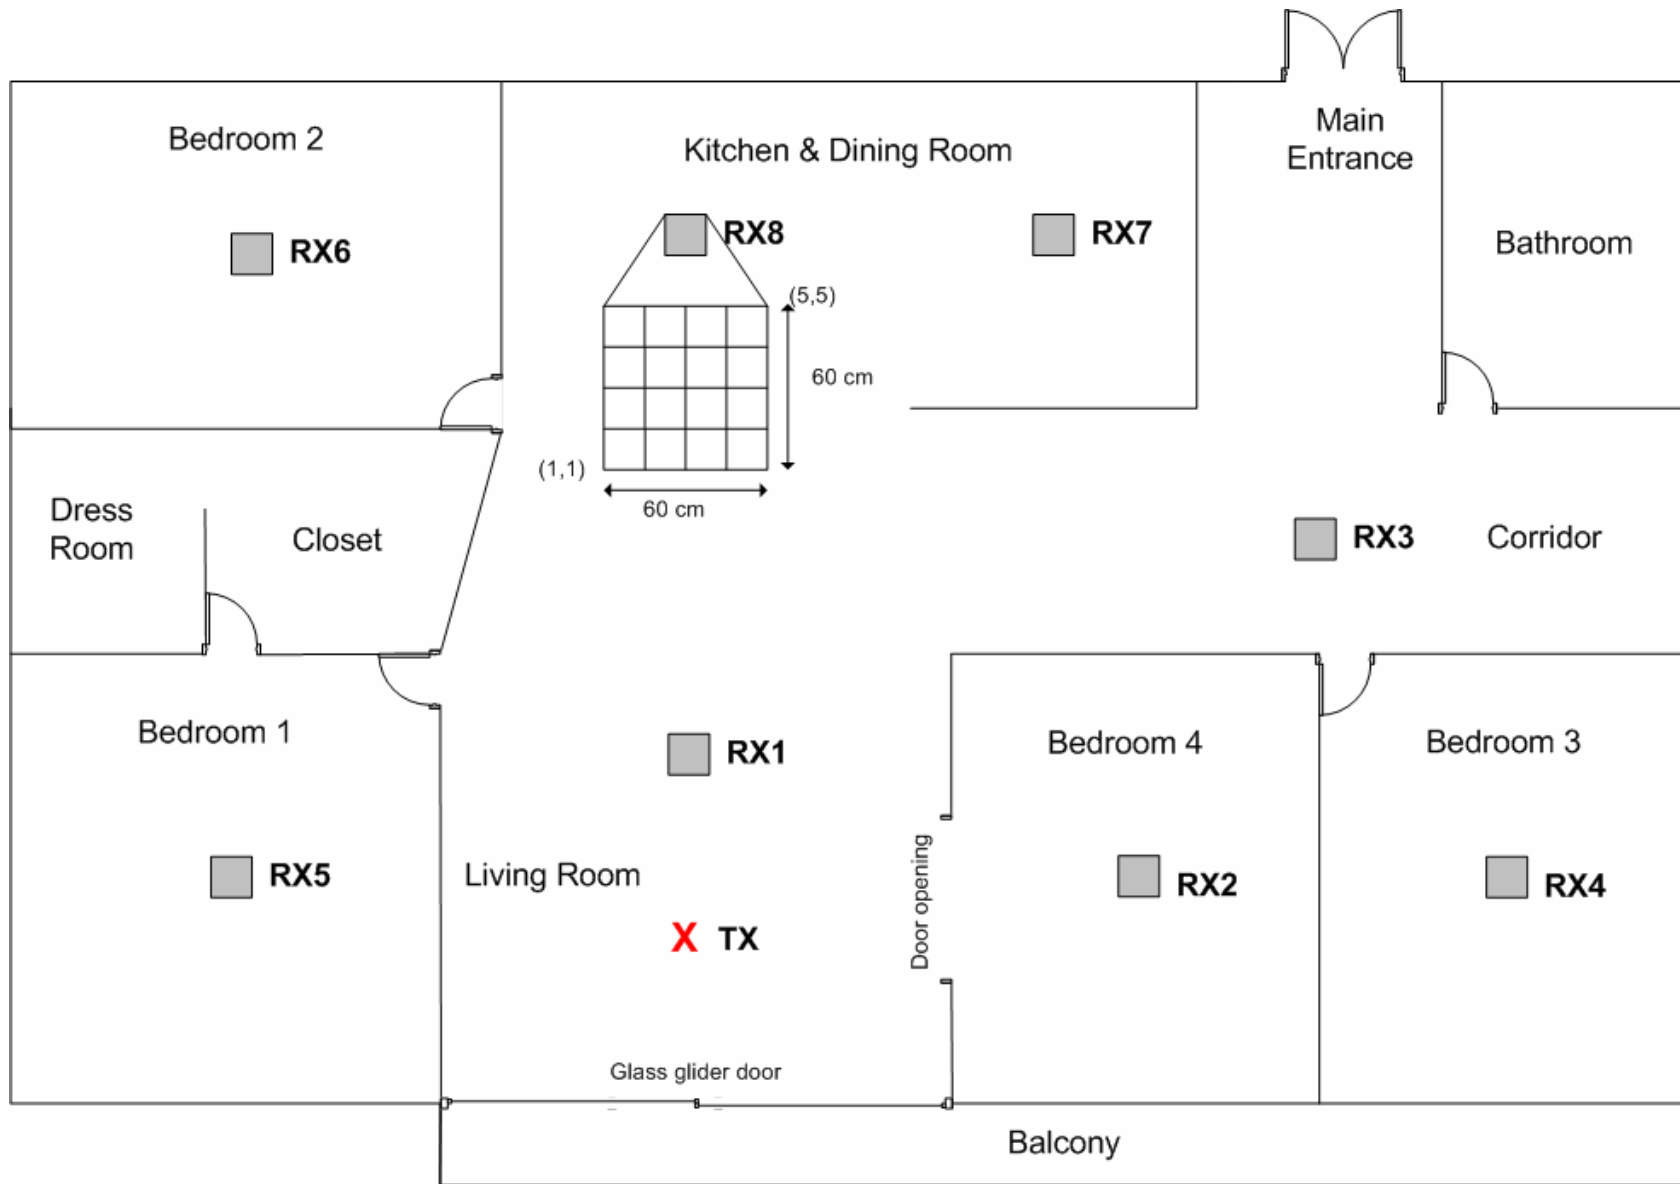 Main
Entrance
Bedroom 2
Kitchen & Dining Room
RX6
RX8
RX7
Bathroom
(5,5)
60 cm
(1,1)
60 cm
Dress
Room
Closet
RX3
Corridor
Bedroom 1
RX1
Bedroom 4
Bedroom 3
RX5
Living Room
Door opening
RX2
RX4
X TX
Glass glider door
Balcony